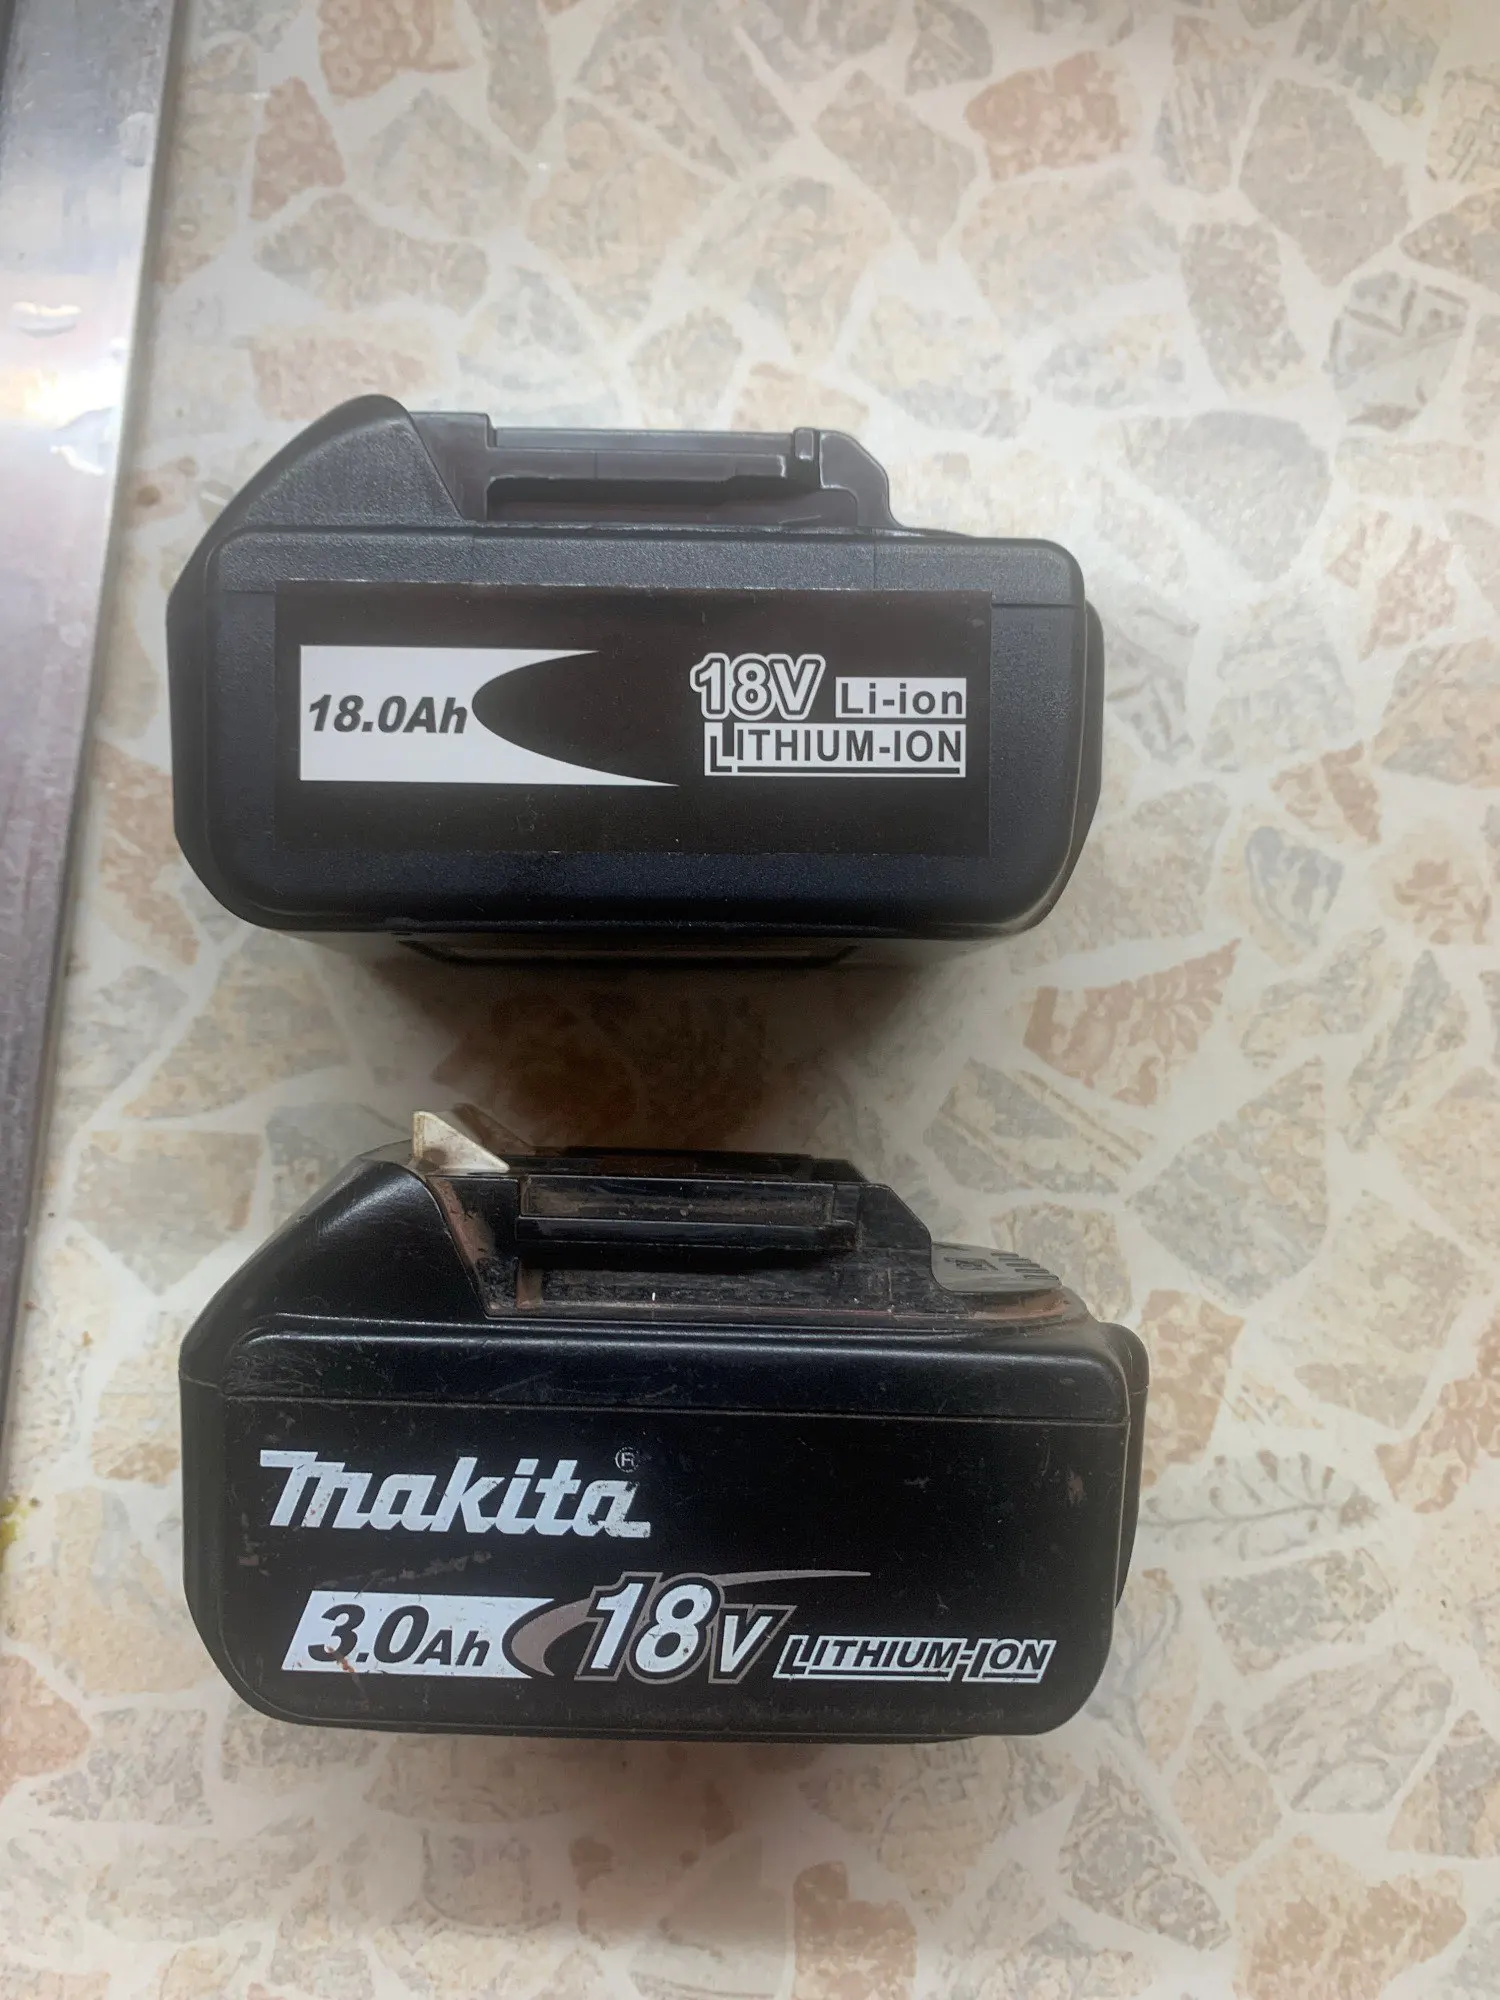 18.0Ah
18V Li-ion
LITHIUM-ION
makita®
3.0Ah 18V LITHIUM-ION